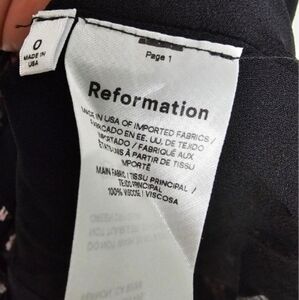 0
MADE IN
USA
Page 1
Reformation
MADE IN USA OF IMPORTED FABRICS /
FABRICADO EN EE. UU. DE TEJIDO
IMPORTADO / FABRIQUÉ AUX
ÉTATS-UNIS À PARTIR DE TISSU
IMPORTÉ
MAIN FABRIC / TISSU PRINCIPAL /
TEJIDO PRINCIPAL
100% VISCOSE / VISCOSA